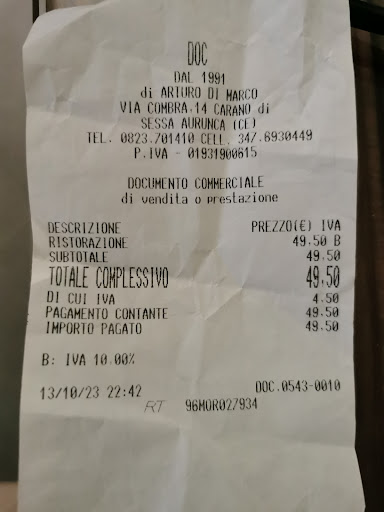 DOC
DAL 1991
di ARTURO DI MARCO
VIA COMBRA,14 CARANO di
SESSA AURUNCA (CE)
TEL. 0823.701410 CELL. 347.6930449
P.IVA - 01931900615
DOCUMENTO COMMERCIALE
di vendita o prestazione
DESCRIZIONE PREZZO(€) IVA
RISTORAZIONE 49.50 B
SUBTOTALE 49.50
TOTALE COMPLESSIVO 49,50
DI CUI IVA 4.50
PAGAMENTO CONTANTE 49.50
IMPORTO PAGATO 49.50
B: IVA 10.00%
13/10/23 22:42 DOC.0543-0010
RT 96MOR027934